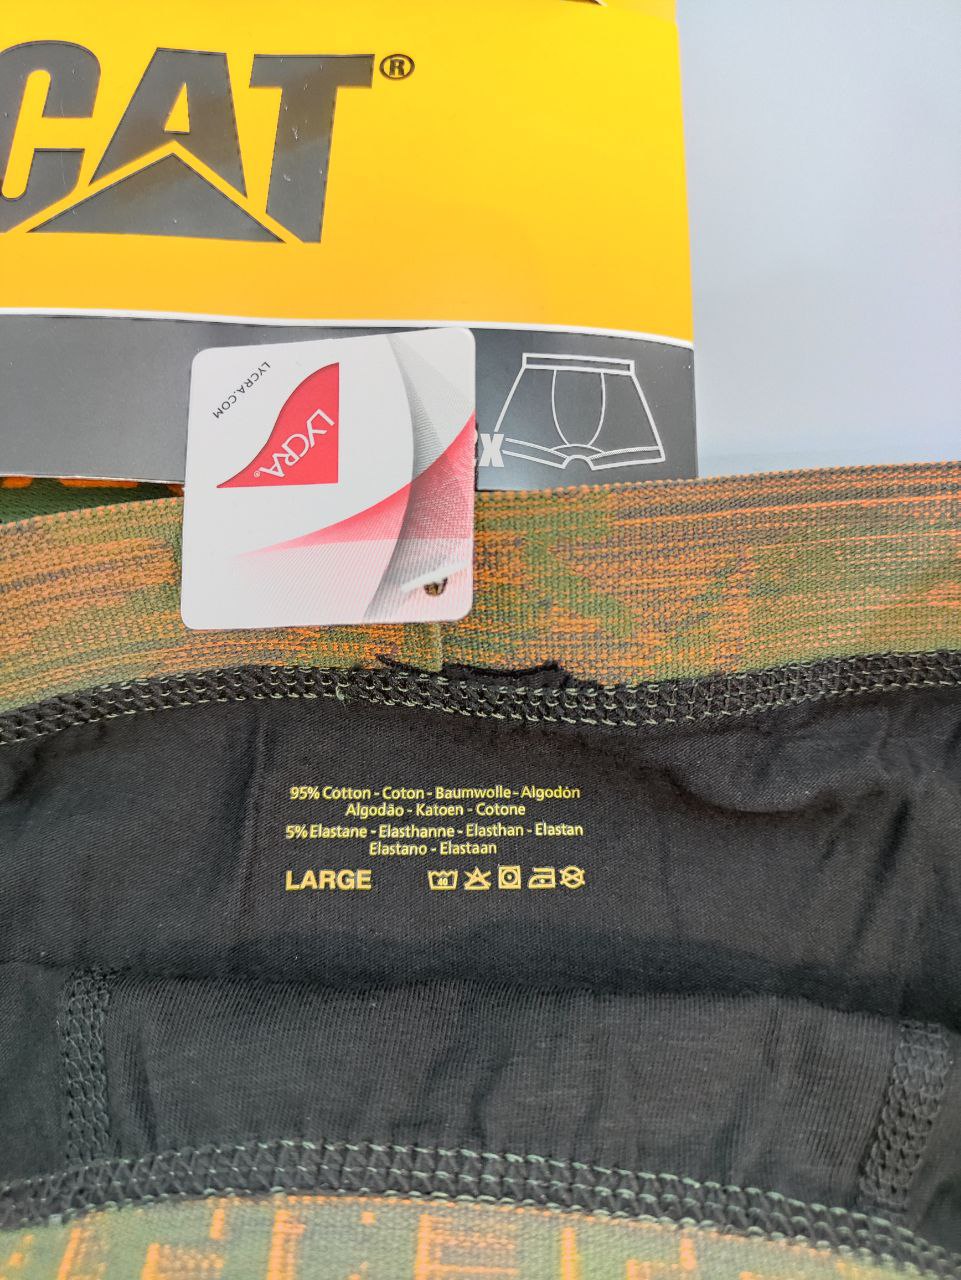 CAT®
LYCRA.COM
LYCRA®
X
95% Cotton - Coton - Baumwolle - Algodón
Algodão - Katoen - Cotone
5% Elastane - Elasthanne - Elasthan - Elastan
Elastano - Elastaan
LARGE
40